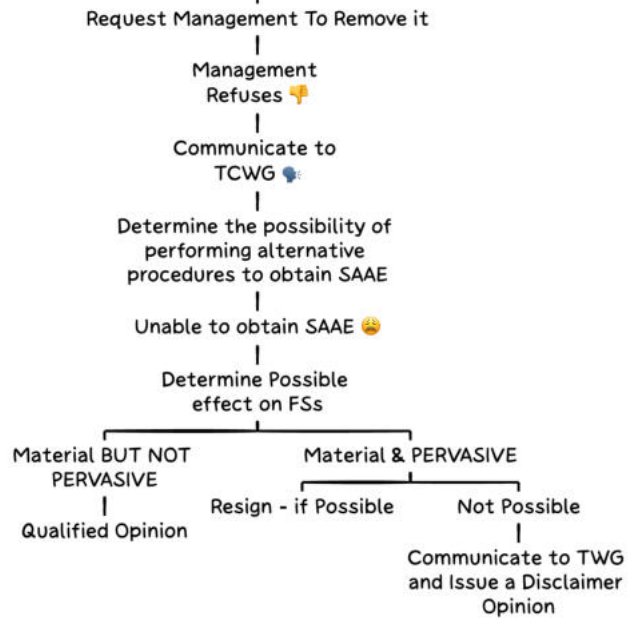 Request Management To Remove it
Management
Refuses 👎
Communicate to
TCWG 🗣️
Determine the possibility of
performing alternative
procedures to obtain SAAE
Unable to obtain SAAE 😩
Determine Possible
effect on FSs
Material BUT NOT
PERVASIVE
Material & PERVASIVE
Qualified Opinion
Resign - if Possible
Not Possible
Communicate to TWG
and Issue a Disclaimer
Opinion